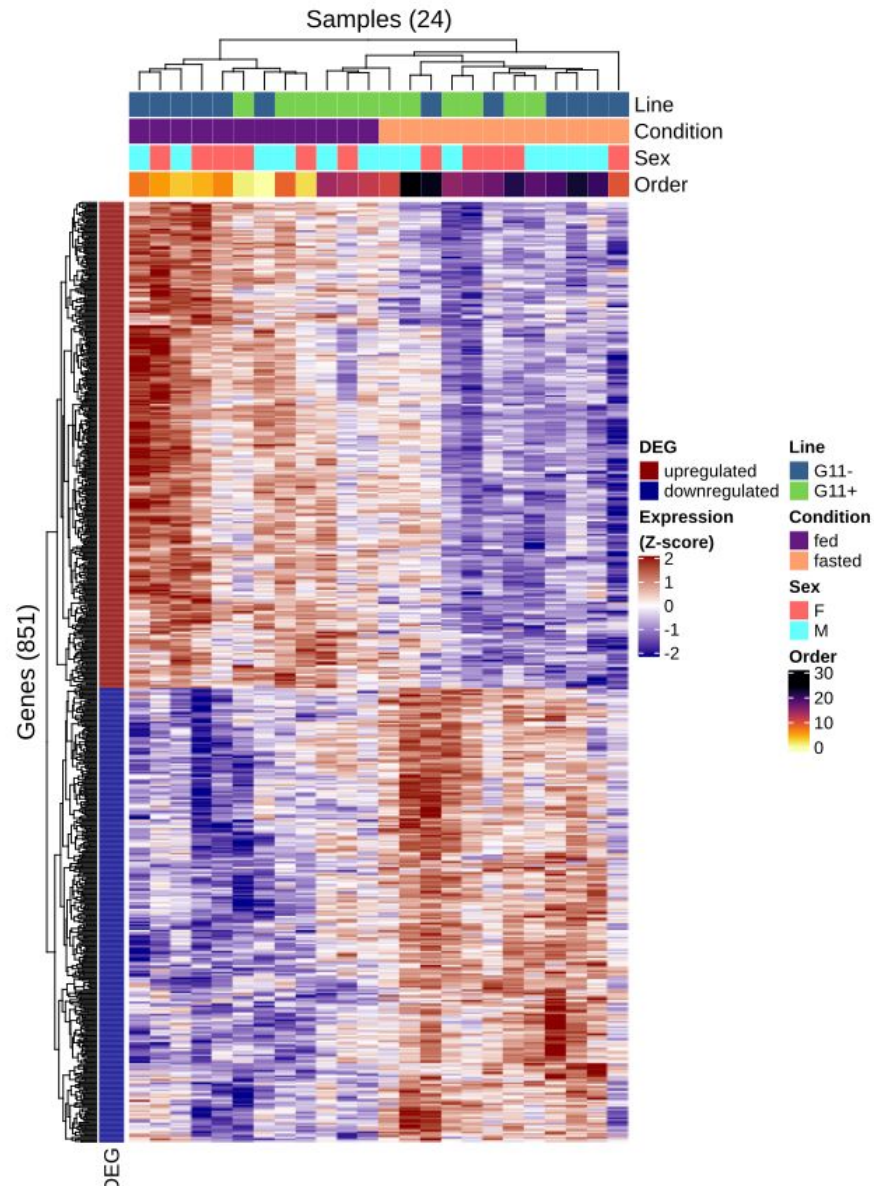 Samples (24)
Line
Condition
Sex
Order
Genes (851)
DEG
DEG
upregulated
downregulated
Expression
(Z-score)
2
1
0
-1
-2
Line
G11-
G11+
Condition
fed
fasted
Sex
F
M
Order
30
20
10
0